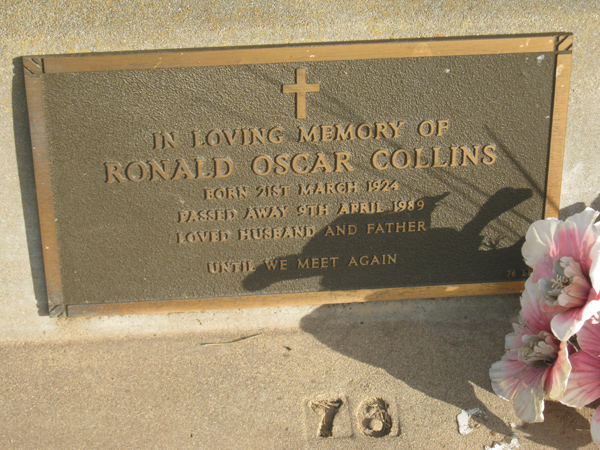 IN LOVING MEMORY OF
RONALD OSCAR COLLINS
BORN 21ST MARCH 1924
PASSED AWAY 9TH APRIL 1989
LOVED HUSBAND AND FATHER
UNTIL WE MEET AGAIN
76
78